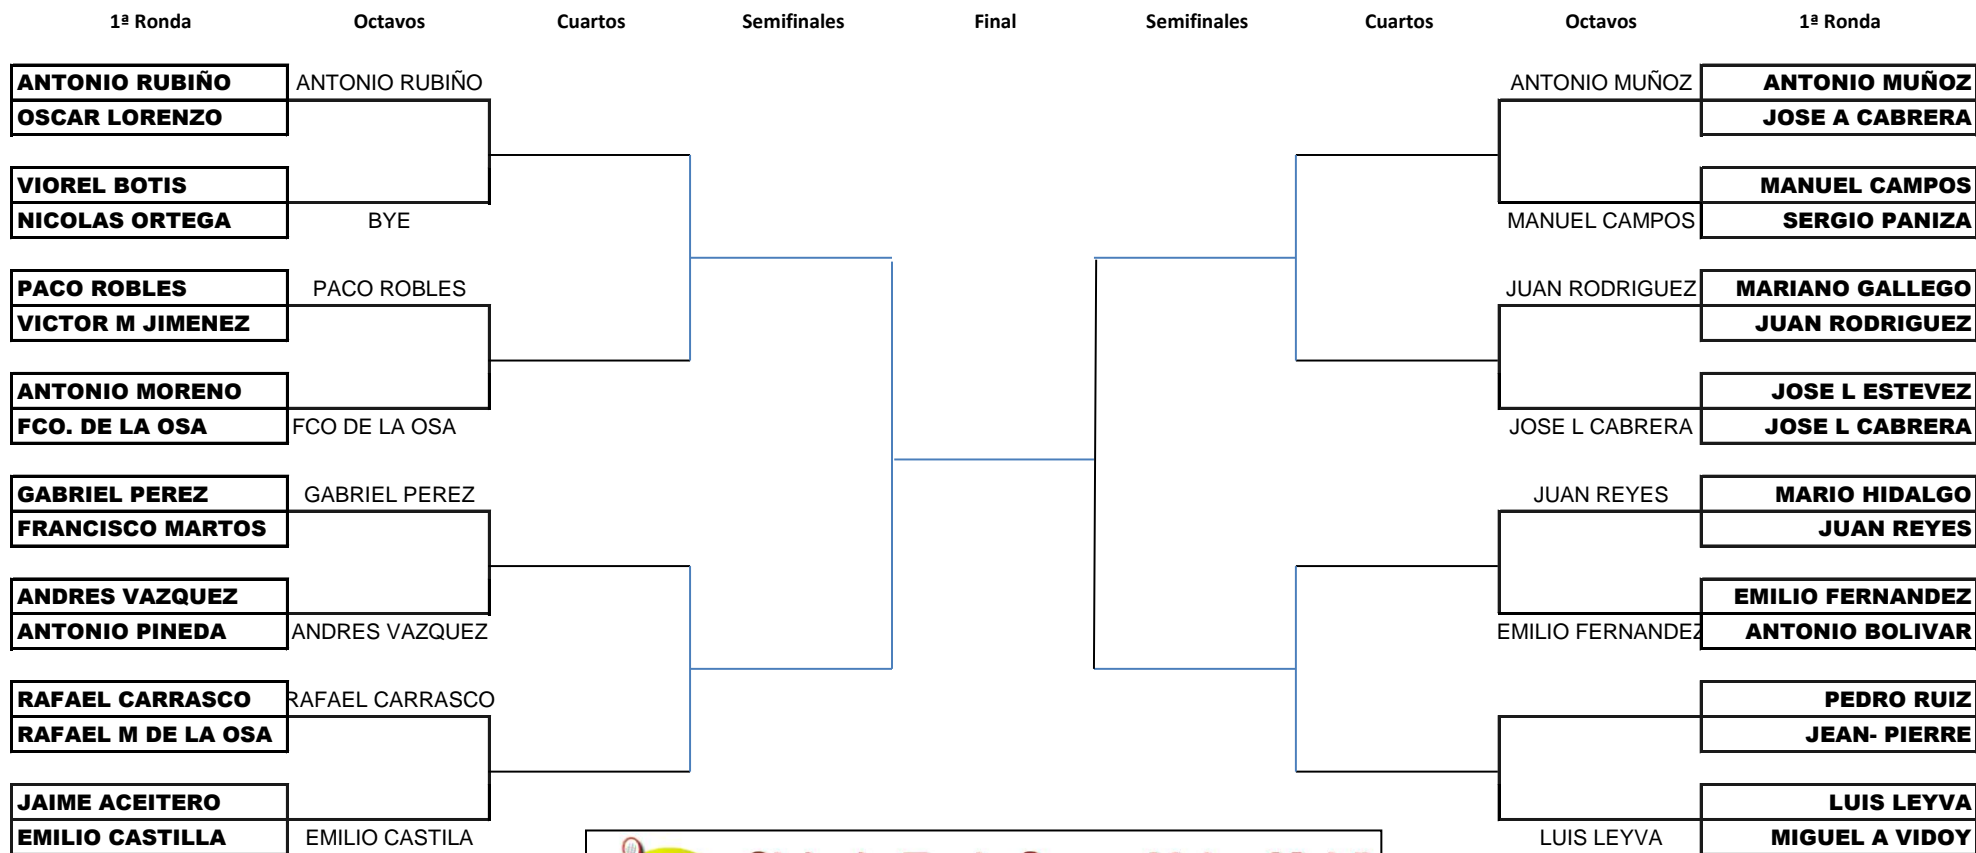 1ª Ronda Octavos Cuartos Semifinales Final Semifinales Cuartos Octavos 1ª Ronda
ANTONIO RUBIÑO ANTONIO RUBIÑO ANTONIO MUÑOZ ANTONIO MUÑOZ
OSCAR LORENZO JOSE A CABRERA
VIOREL BOTIS MANUEL CAMPOS
NICOLAS ORTEGA BYE MANUEL CAMPOS SERGIO PANIZA
PACO ROBLES PACO ROBLES JUAN RODRIGUEZ MARIANO GALLEGO
VICTOR M JIMENEZ JUAN RODRIGUEZ
ANTONIO MORENO JOSE L ESTEVEZ
FCO. DE LA OSA FCO DE LA OSA JOSE L CABRERA JOSE L CABRERA
GABRIEL PEREZ GABRIEL PEREZ JUAN REYES MARIO HIDALGO
FRANCISCO MARTOS JUAN REYES
ANDRES VAZQUEZ EMILIO FERNANDEZ
ANTONIO PINEDA ANDRES VAZQUEZ EMILIO FERNANDEZ ANTONIO BOLIVAR
RAFAEL CARRASCO RAFAEL CARRASCO PEDRO RUIZ
RAFAEL M DE LA OSA JEAN- PIERRE
JAIME ACEITERO LUIS LEYVA
EMILIO CASTILLA EMILIO CASTILA LUIS LEYVA MIGUEL A VIDOY